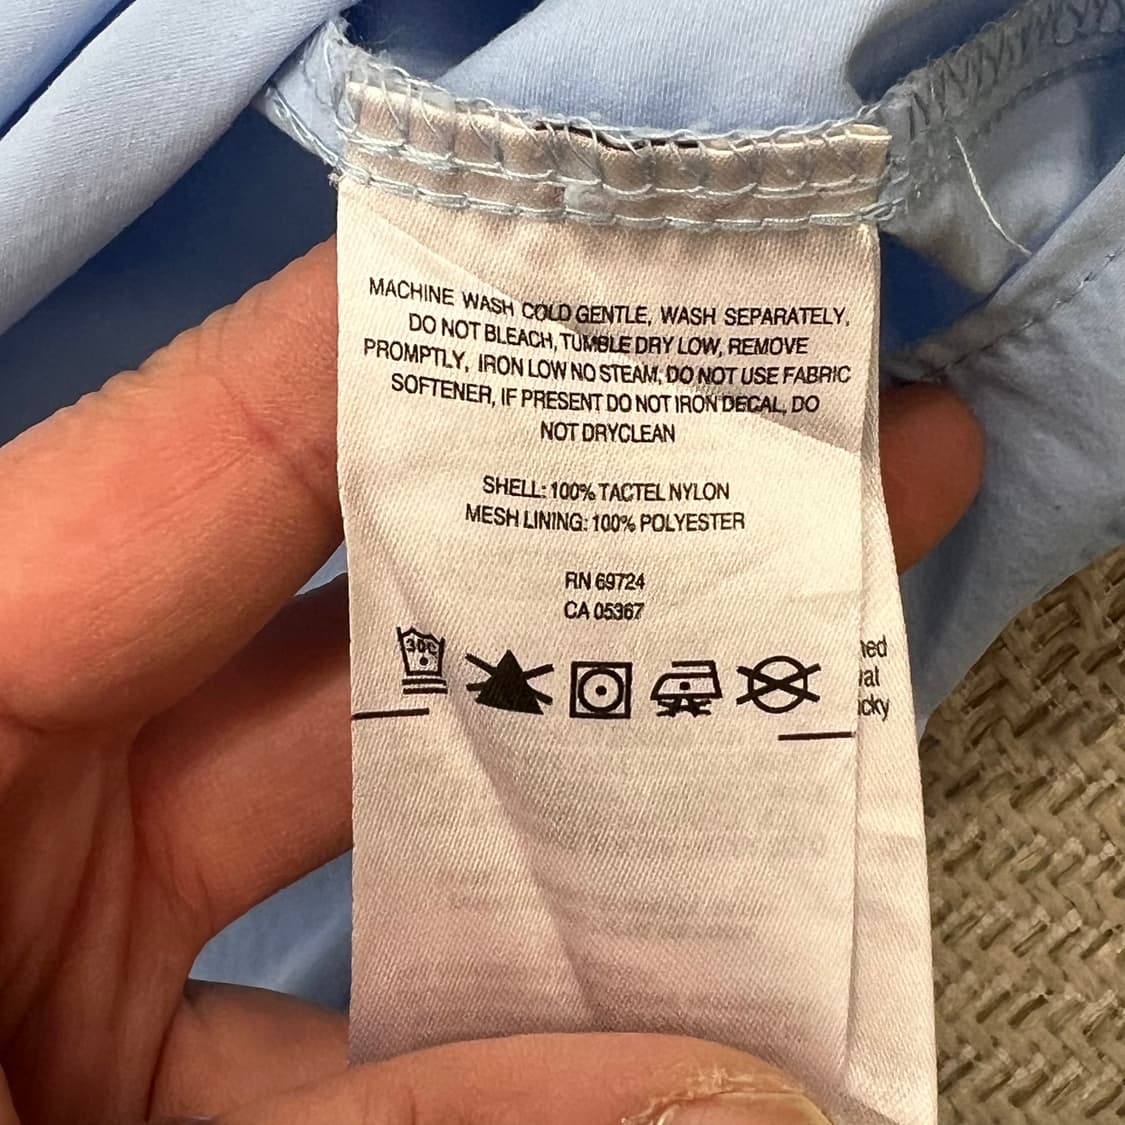 MACHINE WASH COLD GENTLE, WASH SEPARATELY,
DO NOT BLEACH, TUMBLE DRY LOW, REMOVE
PROMPTLY, IRON LOW NO STEAM, DO NOT USE FABRIC
SOFTENER, IF PRESENT DO NOT IRON DECAL, DO
NOT DRYCLEAN
SHELL: 100% TACTEL NYLON
MESH LINING: 100% POLYESTER
RN 69724
CA 05367
30C